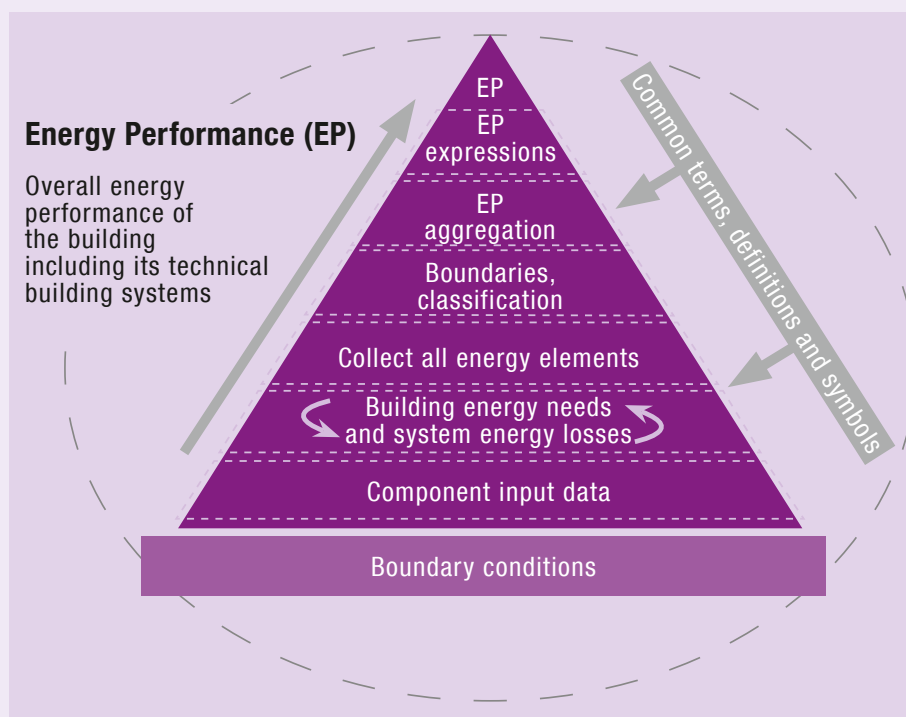 Energy Performance (EP)
Overall energy
performance of
the building
including its technical
building systems
EP
EP
expressions
EP
aggregation
Boundaries,
classification
Collect all energy elements
Building energy needs
and system energy losses
Component input data
Boundary conditions
Common terms, definitions and symbols